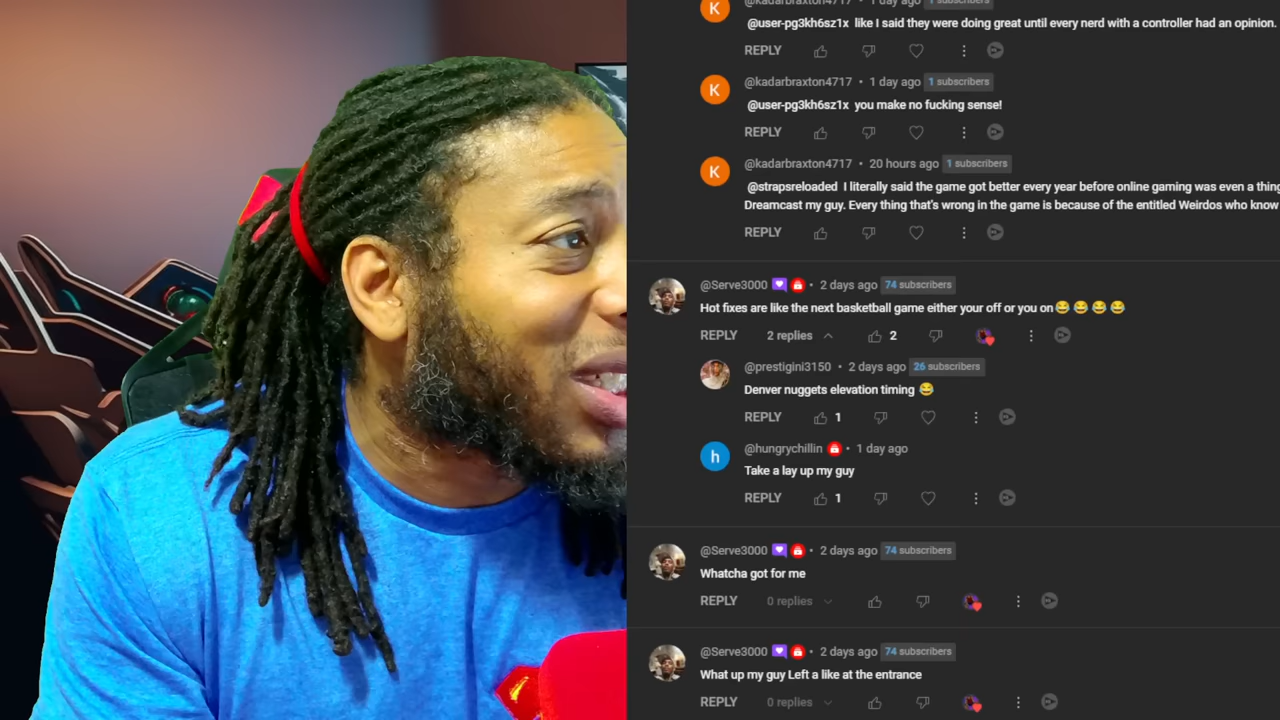 @kadarbraxton4717 • 1 day ago 1 subscribers
@user-pg3kh6sz1x like I said they were doing great until every nerd with a controller had an opinion.
REPLY
@kadarbraxton4717 • 1 day ago 1 subscribers
@user-pg3kh6sz1x you make no fucking sense!
REPLY
@kadarbraxton4717 • 20 hours ago 1 subscribers
@strapsreloaded I literally said the game got better every year before online gaming was even a thing
Dreamcast my guy. Every thing that's wrong in the game is because of the entitled Weirdos who know
REPLY
@Serve3000 • 2 days ago 74 subscribers
Hot fixes are like the next basketball game either your off or you on😂 😂 😂 😂
REPLY 2 replies 2
@prestigini3150 • 2 days ago 26 subscribers
Denver nuggets elevation timing 😂
REPLY 1
@hungrychillin • 1 day ago
Take a lay up my guy
REPLY 1
@Serve3000 • 2 days ago 74 subscribers
Whatcha got for me
REPLY 0 replies
@Serve3000 • 2 days ago 74 subscribers
What up my guy Left a like at the entrance
REPLY 0 replies